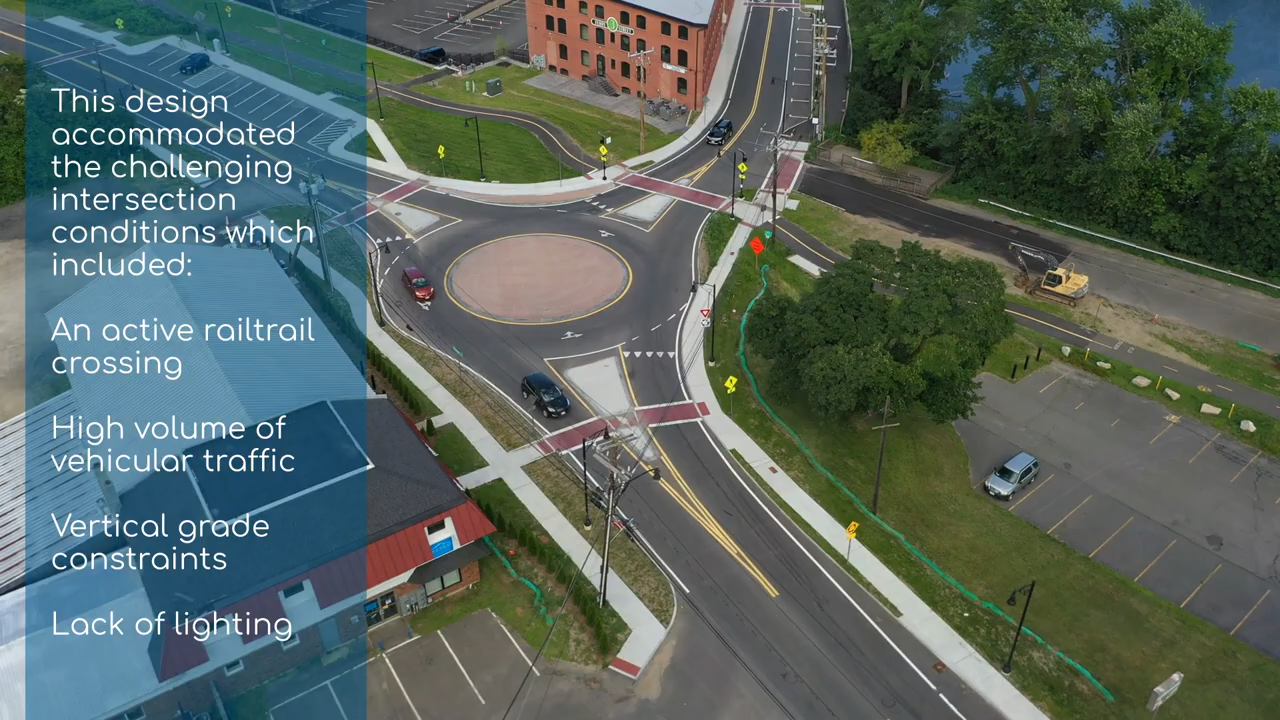 This design
accommodated
the challenging
intersection
conditions which
included:
An active railtrail
crossing
High volume of
vehicular traffic
Vertical grade
constraints
Lack of lighting